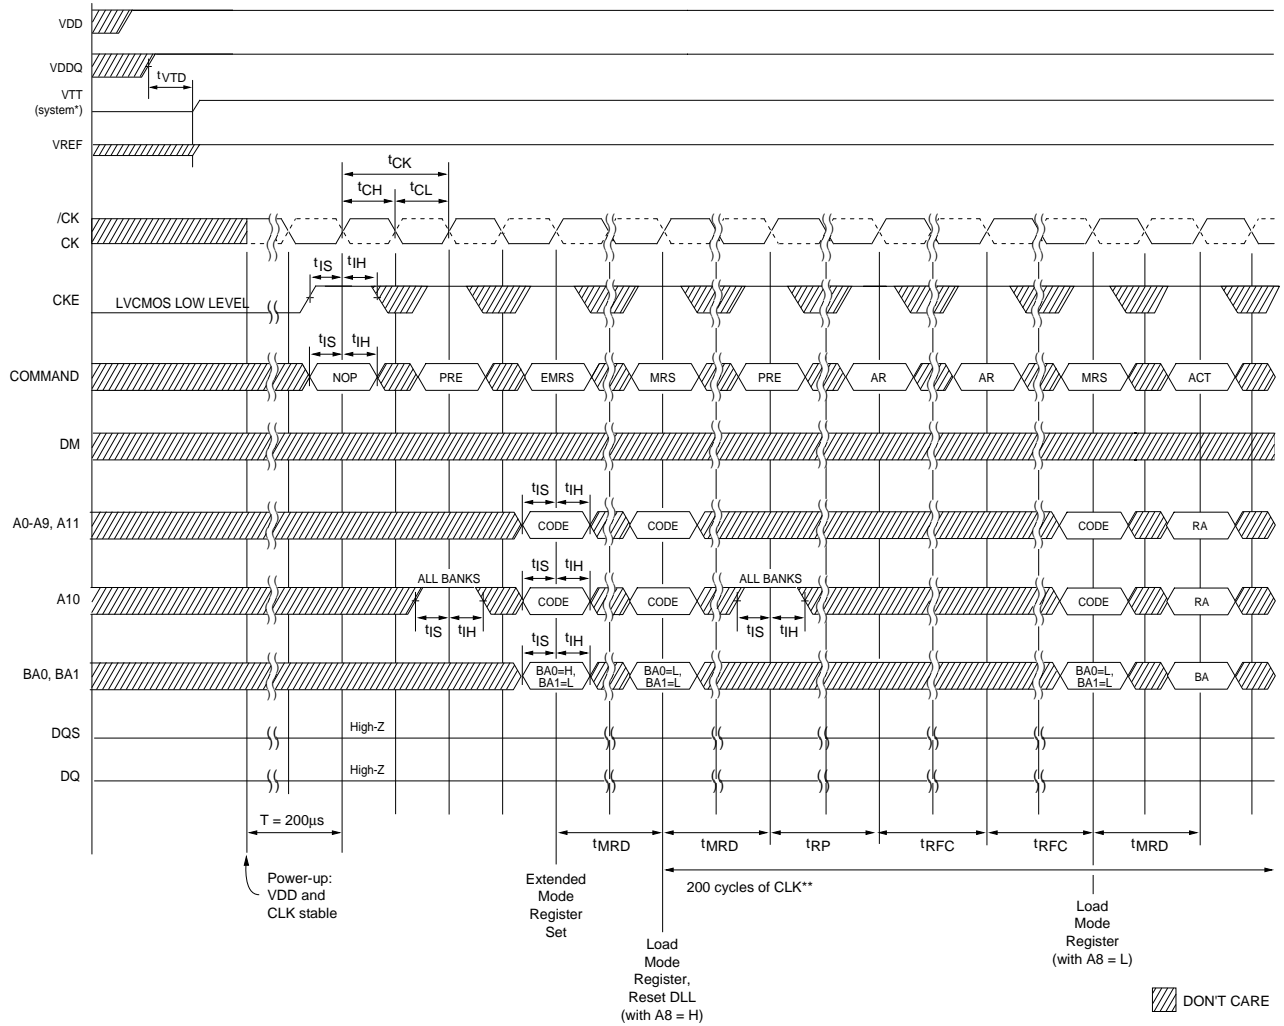 VDD
VDDQ
tVTD
VTT
(system*)
VREF
tCK
tCH
tCL
/CK
CK
tIS
tIH
CKE
LVCMOS LOW LEVEL
tIS
tIH
COMMAND
NOP
PRE
EMRS
MRS
PRE
AR
AR
MRS
ACT
DM
tIS
tIH
A0-A9, A11
CODE
CODE
CODE
RA
ALL BANKS
tIS
tIH
ALL BANKS
A10
CODE
CODE
CODE
RA
tIS
tIH
tIS
tIH
tIS
tIH
BA0, BA1
BA0=H,
BA1=L
BA0=L,
BA1=L
BA0=L,
BA1=L
BA
DQS
High-Z
DQ
High-Z
T = 200µs
tMRD
tMRD
tRP
tRFC
tRFC
tMRD
Power-up:
VDD and
CLK stable
Extended
Mode
Register
Set
200 cycles of CLK**
Load
Mode
Register,
Reset DLL
(with A8 = H)
Load
Mode
Register
(with A8 = L)
DON'T CARE